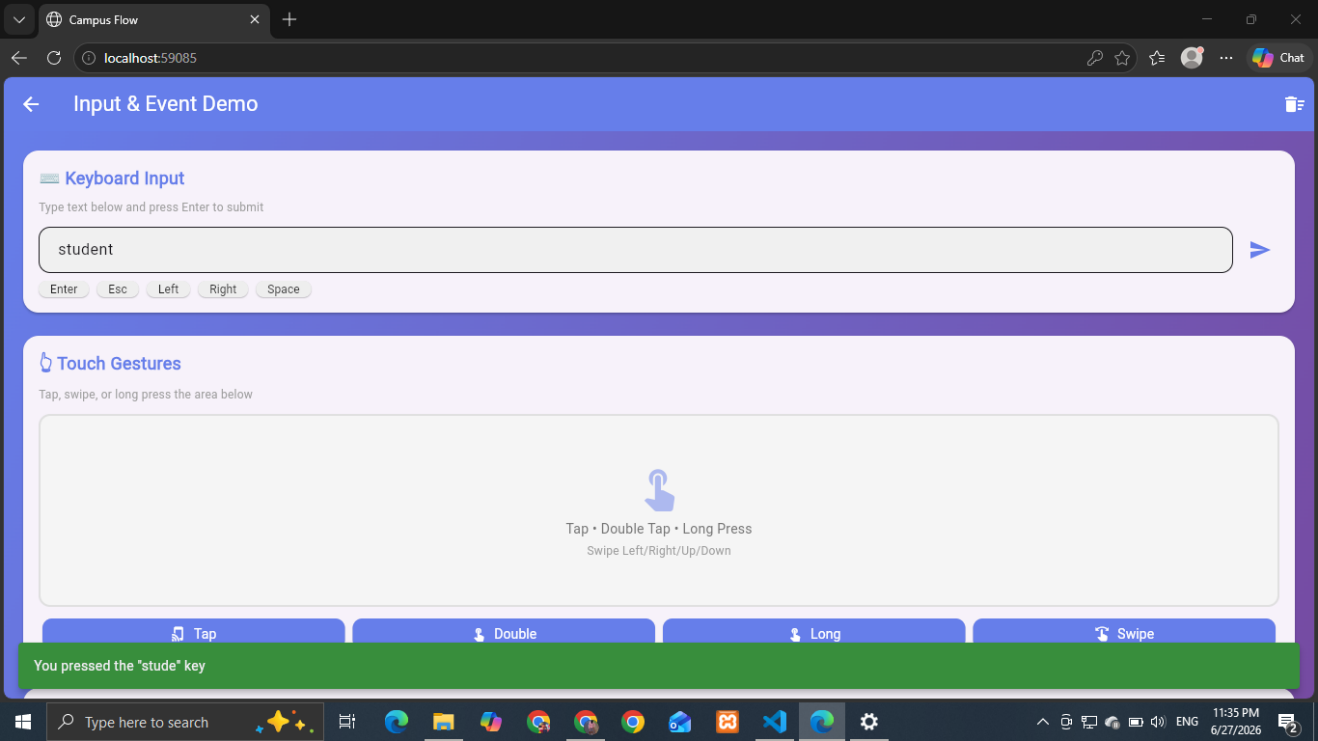 Campus Flow
localhost:59085
Chat
Input & Event Demo
Keyboard Input
Type text below and press Enter to submit
student
Enter Esc Left Right Space
Touch Gestures
Tap, swipe, or long press the area below
Tap • Double Tap • Long Press
Swipe Left/Right/Up/Down
Tap Double Long Swipe
You pressed the "stude" key
Type here to search
ENG
11:35 PM
6/27/2026
2